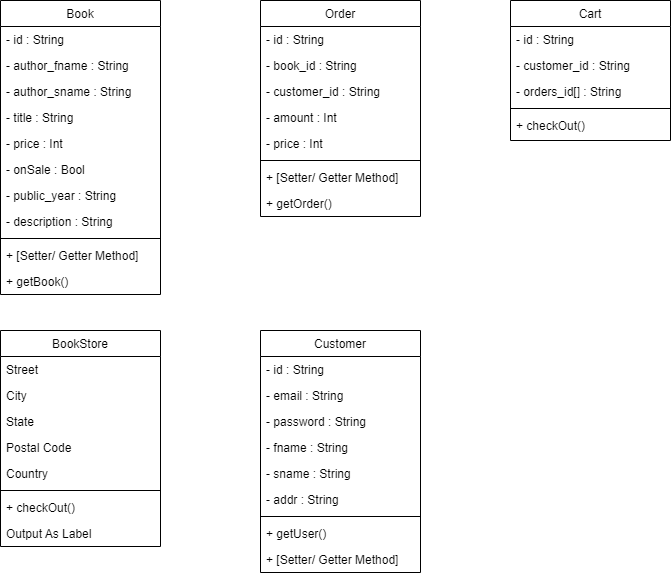 Book
- id : String
- author_fname : String
- author_sname : String
- title : String
- price : Int
- onSale : Bool
- public_year : String
- description : String
+ [Setter/ Getter Method]
+ getBook()
Order
- id : String
- book_id : String
- customer_id : String
- amount : Int
- price : Int
+ [Setter/ Getter Method]
+ getOrder()
Cart
- id : String
- customer_id : String
- orders_id[] : String
+ checkOut()
BookStore
Street
City
State
Postal Code
Country
+ checkOut()
Output As Label
Customer
- id : String
- email : String
- password : String
- fname : String
- sname : String
- addr : String
+ getUser()
+ [Setter/ Getter Method]